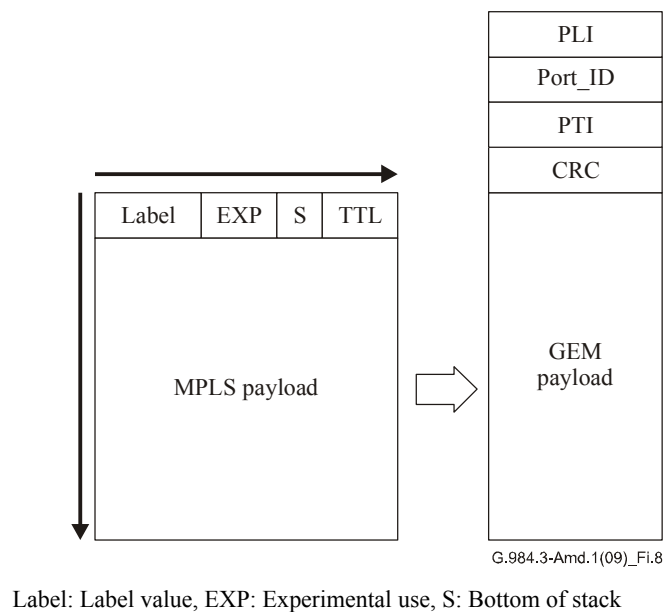 PLI
Port_ID
PTI
CRC
Label EXP S TTL
MPLS payload
GEM
payload
G.984.3-Amd.1(09)_Fi.8
Label: Label value, EXP: Experimental use, S: Bottom of stack